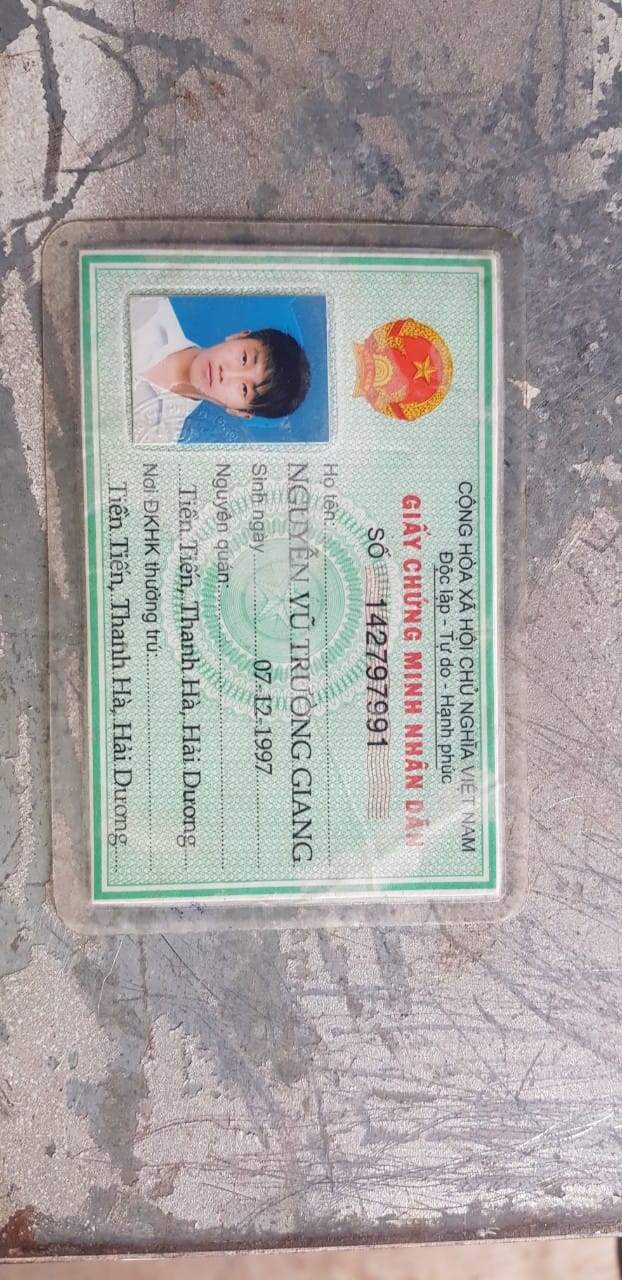 CỘNG HÒA XÃ HỘI CHỦ NGHĨA VIỆT NAM
Độc lập - Tự do - Hạnh phúc
GIẤY CHỨNG MINH NHÂN DÂN
SỐ 142797991
Họ tên: NGUYỄN VŨ TRƯỜNG GIANG
Sinh ngày 07-12-1997
Nguyên quán
Tiền Tiến, Thanh Hà, Hải Dương
Nơi ĐKHK thường trú:
Tiền Tiến, Thanh Hà, Hải Dương